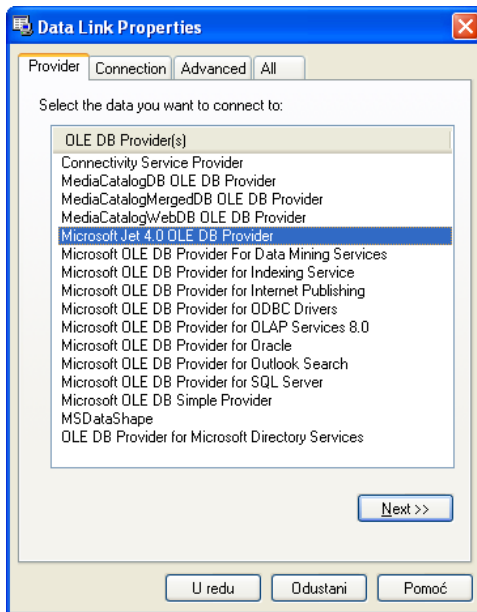 Data Link Properties
Provider Connection Advanced All
Select the data you want to connect to:
OLE DB Provider(s)
Connectivity Service Provider
MediaCatalogDB OLE DB Provider
MediaCatalogMergedDB OLE DB Provider
MediaCatalogWebDB OLE DB Provider
Microsoft Jet 4.0 OLE DB Provider
Microsoft OLE DB Provider For Data Mining Services
Microsoft OLE DB Provider for Indexing Service
Microsoft OLE DB Provider for Internet Publishing
Microsoft OLE DB Provider for ODBC Drivers
Microsoft OLE DB Provider for OLAP Services 8.0
Microsoft OLE DB Provider for Oracle
Microsoft OLE DB Provider for Outlook Search
Microsoft OLE DB Provider for SQL Server
Microsoft OLE DB Simple Provider
MSDataShape
OLE DB Provider for Microsoft Directory Services
Next >>
U redu Odustani Pomoć